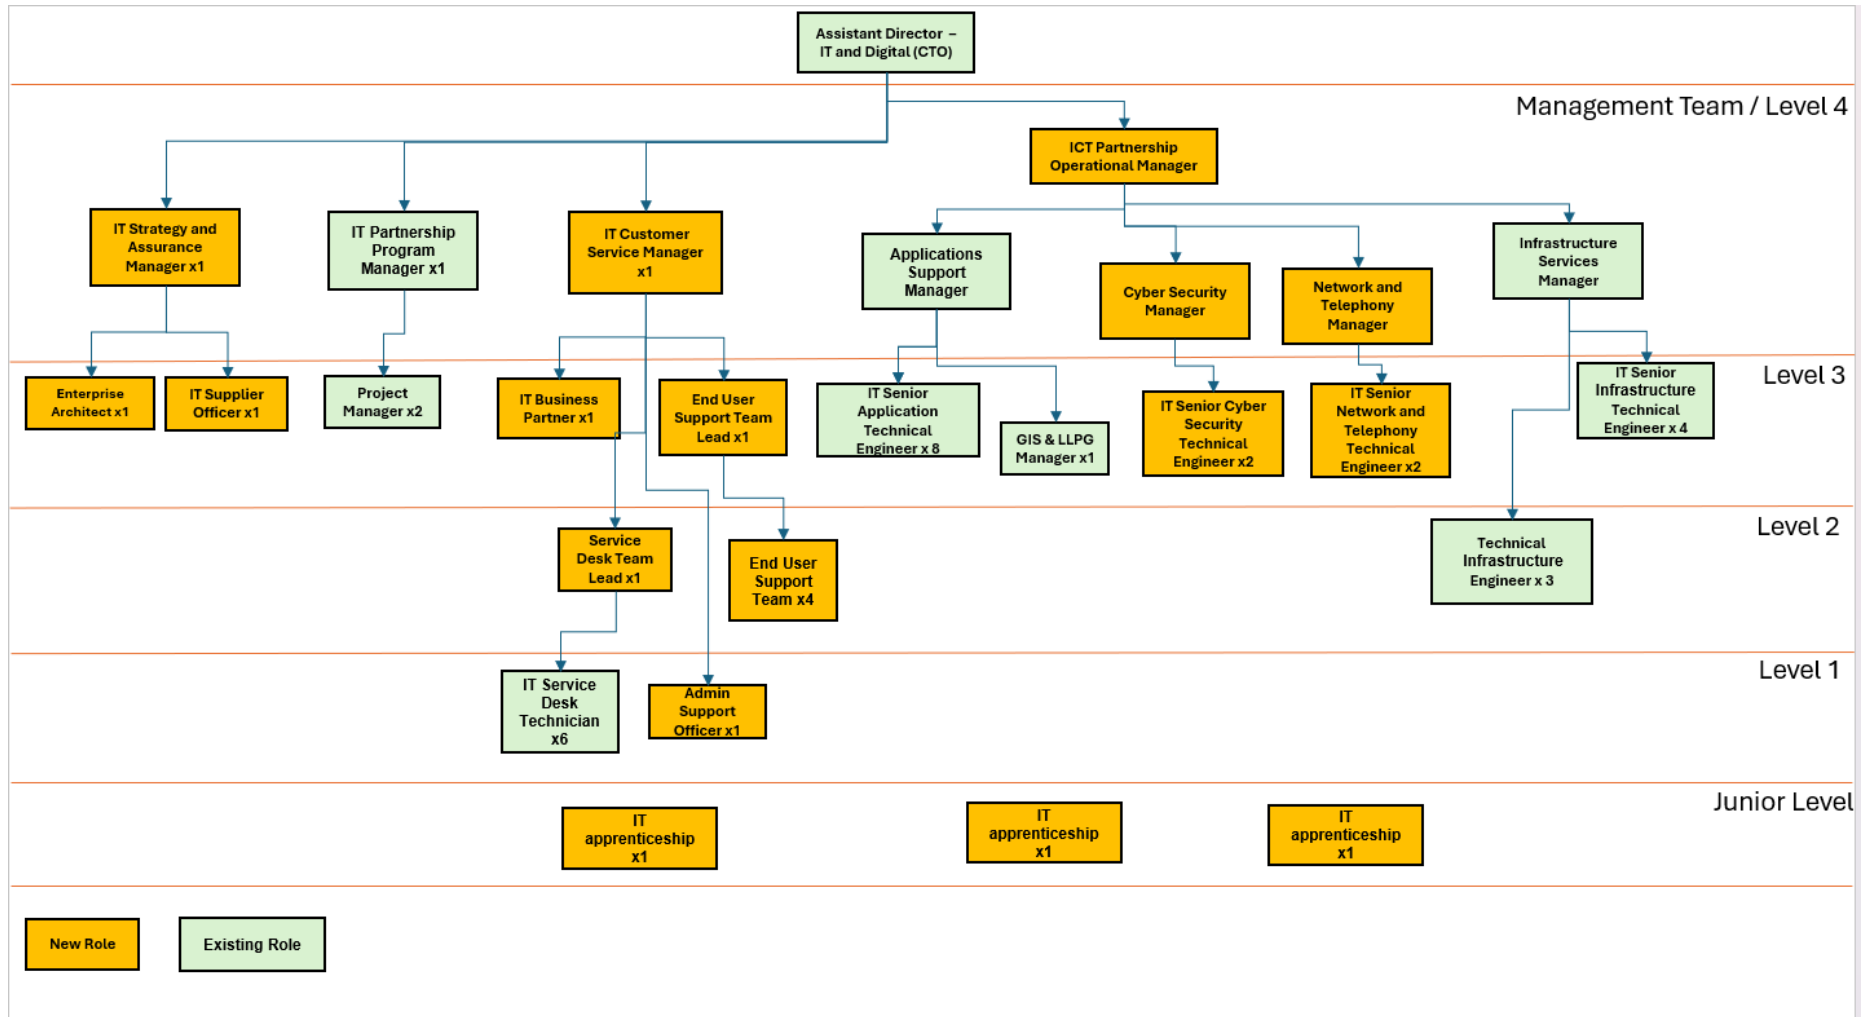 Assistant Director –
IT and Digital (CTO)
Management Team / Level 4
ICT Partnership
Operational Manager
IT Strategy and
Assurance
Manager x1
IT Partnership
Program
Manager x1
IT Customer
Service Manager
x1
Applications
Support
Manager
Cyber Security
Manager
Network and
Telephony
Manager
Infrastructure
Services
Manager
Level 3
Enterprise
Architect x1
IT Supplier
Officer x1
Project
Manager x2
IT Business
Partner x1
End User
Support Team
Lead x1
IT Senior
Application
Technical
Engineer x 8
GIS & LLPG
Manager x1
IT Senior Cyber
Security
Technical
Engineer x2
IT Senior
Network and
Telephony
Technical
Engineer x2
IT Senior
Infrastructure
Technical
Engineer x 4
Level 2
Service
Desk Team
Lead x1
End User
Support
Team x4
Technical
Infrastructure
Engineer x 3
Level 1
IT Service
Desk
Technician
x6
Admin
Support
Officer x1
Junior Level
IT
apprenticeship
x1
IT
apprenticeship
x1
IT
apprenticeship
x1
New Role
Existing Role